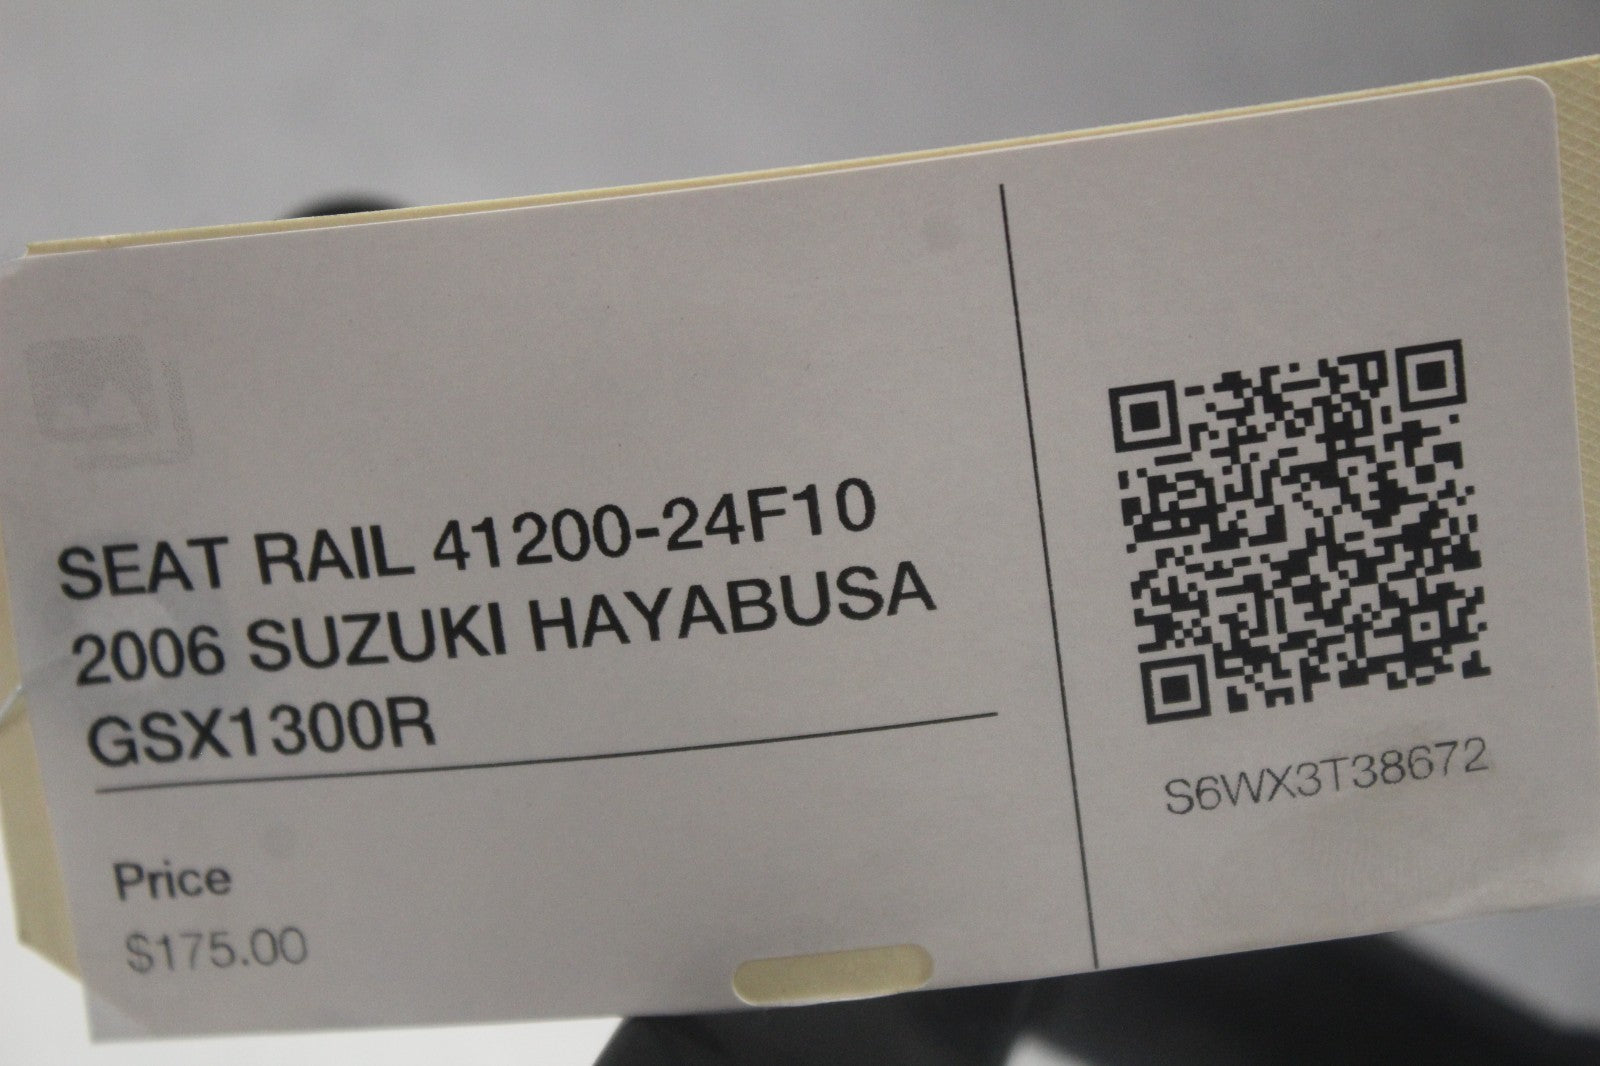 SEAT RAIL 41200-24F10
2006 SUZUKI HAYABUSA
GSX1300R
Price
$175.00
S6WX3T38672